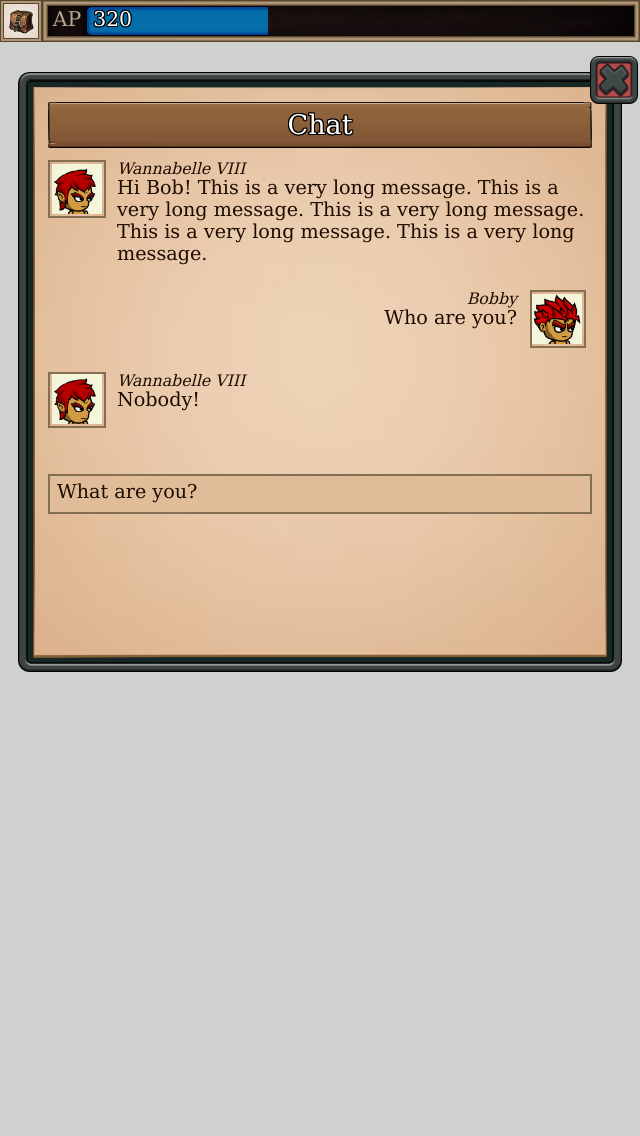 AP 320
Chat
Wannabelle VIII
Hi Bob! This is a very long message. This is a
very long message. This is a very long message.
This is a very long message. This is a very long
message.
Bobby
Who are you?
Wannabelle VIII
Nobody!
What are you?